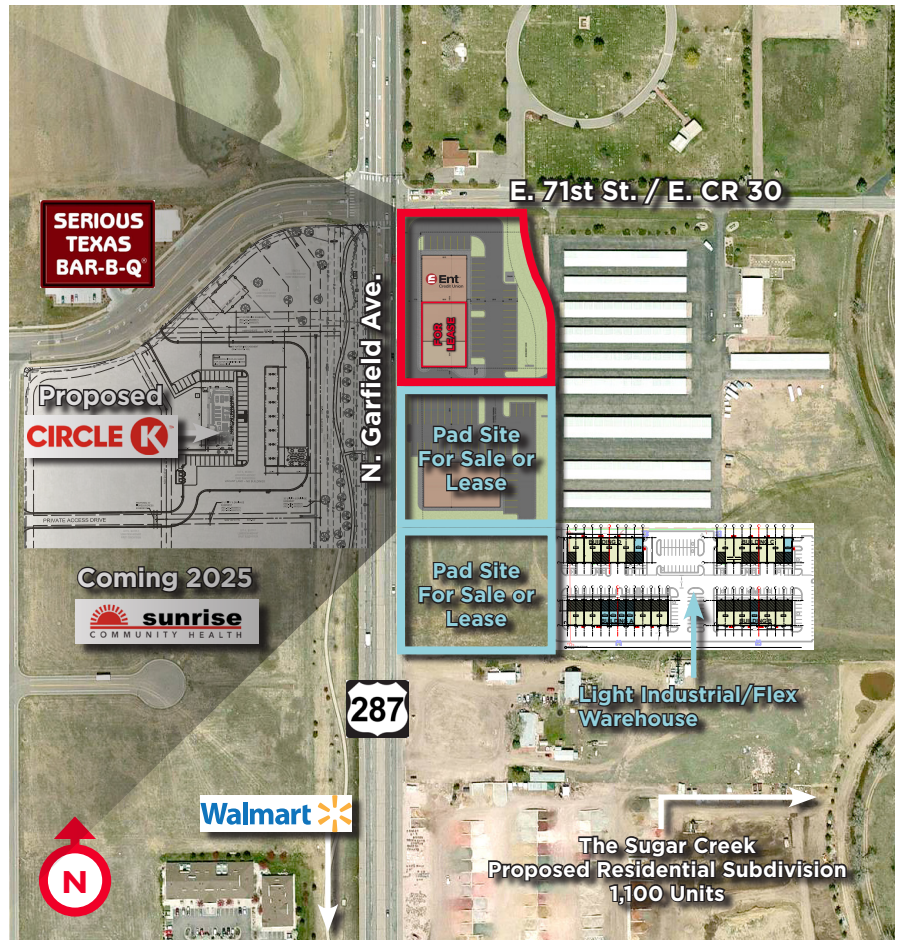 E. 71st St. / E. CR 30
SERIOUS
TEXAS
BAR-B-Q®
N. Garfield Ave.
Ent
Credit Union
FOR
LEASE
Proposed
CIRCLE K™
PRIVATE ACCESS DRIVE
Pad Site
For Sale or
Lease
Coming 2025
sunrise
COMMUNITY HEALTH
Pad Site
For Sale or
Lease
287
Light Industrial/Flex
Warehouse
Walmart
The Sugar Creek
Proposed Residential Subdivision
1,100 Units
N